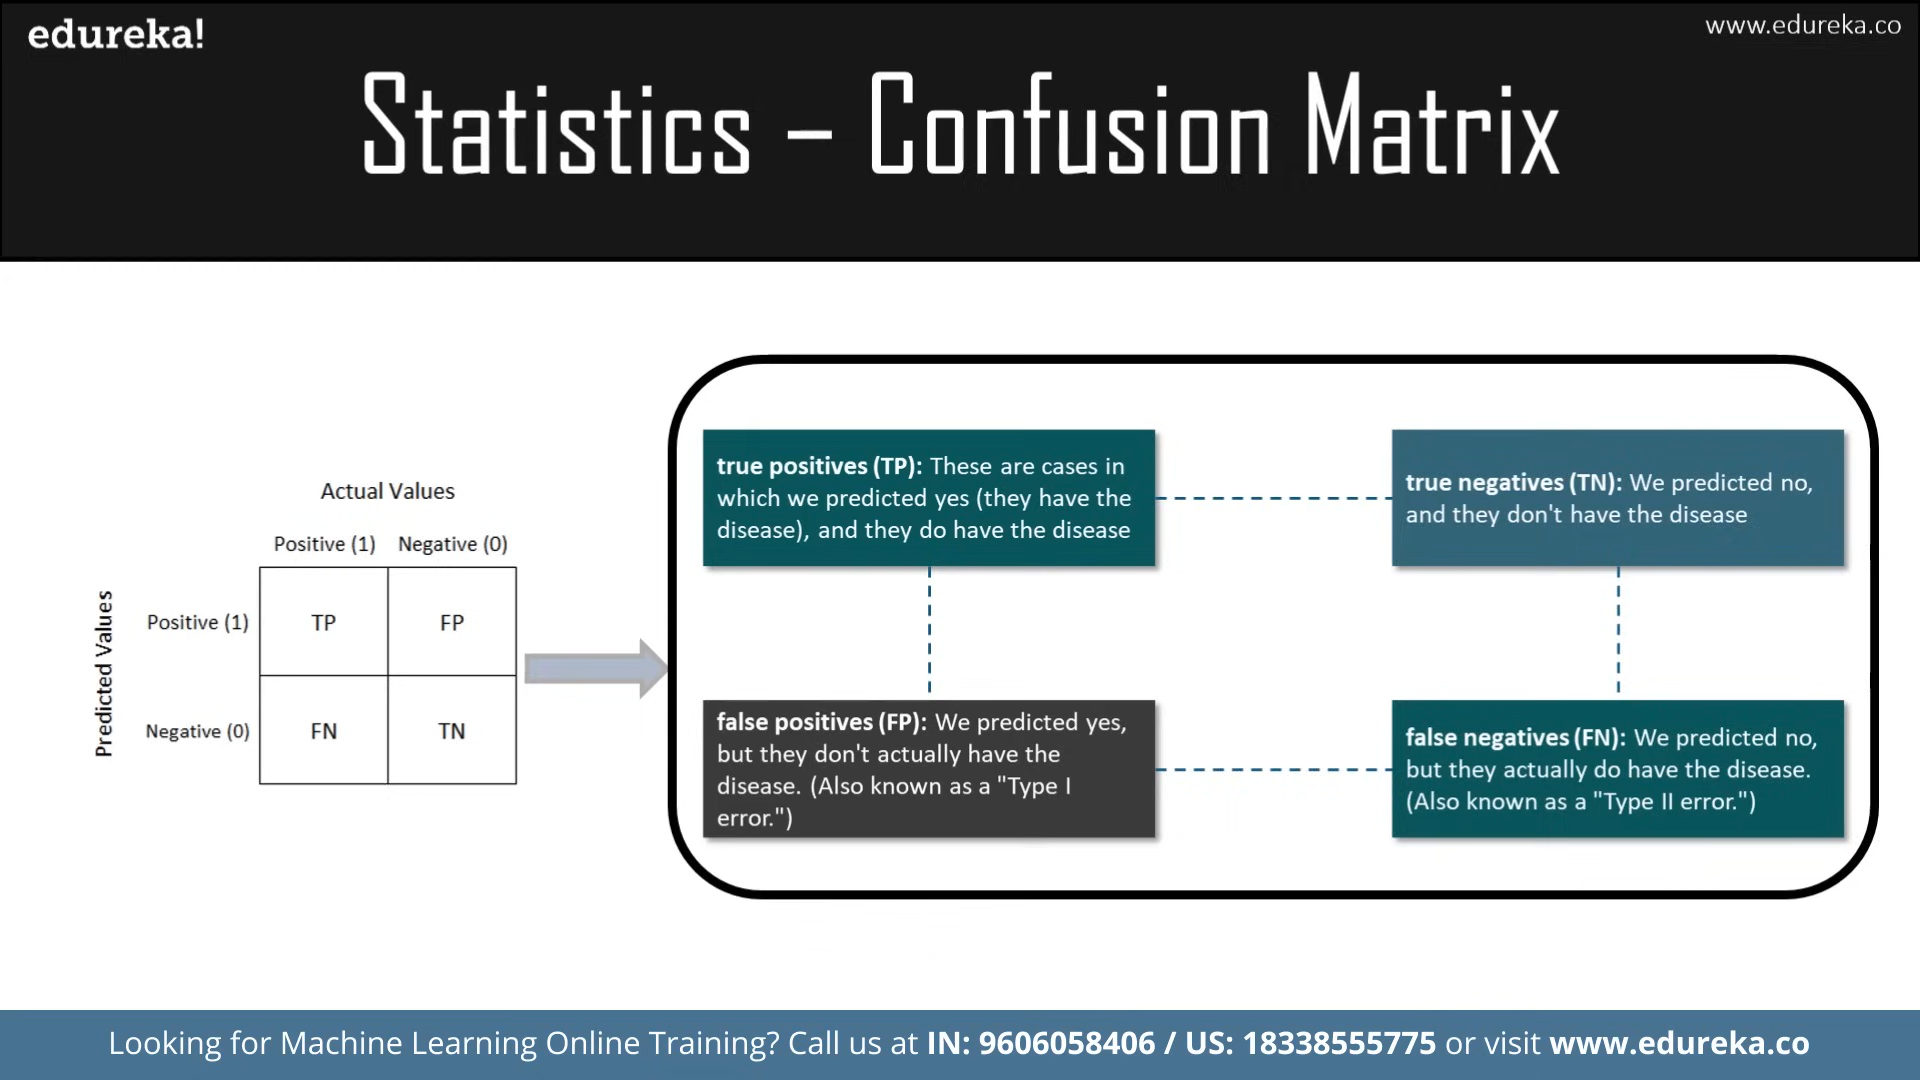 edureka!
www.edureka.co
Statistics – Confusion Matrix
Actual Values
Positive (1) Negative (0)
Predicted Values
Positive (1) TP FP
Negative (0) FN TN
true positives (TP): These are cases in
which we predicted yes (they have the
disease), and they do have the disease
true negatives (TN): We predicted no,
and they don't have the disease
false positives (FP): We predicted yes,
but they don't actually have the
disease. (Also known as a "Type I
error.")
false negatives (FN): We predicted no,
but they actually do have the disease.
(Also known as a "Type II error.")
Looking for Machine Learning Online Training? Call us at IN: 9606058406 / US: 18338555775 or visit www.edureka.co